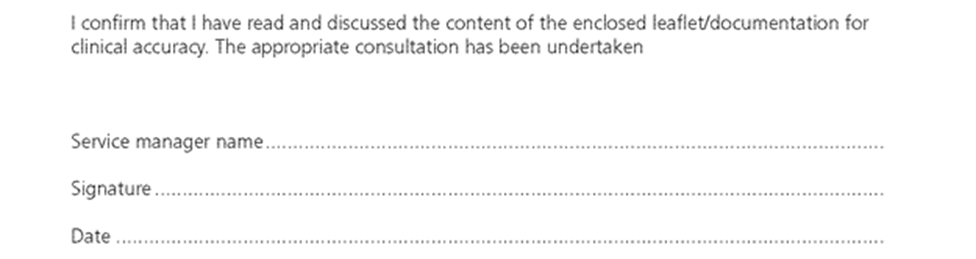 I confirm that I have read and discussed the content of the enclosed leaflet/documentation for
clinical accuracy. The appropriate consultation has been undertaken
Service manager name..........................................................................................................
Signature..........................................................................................................
Date ..........................................................................................................